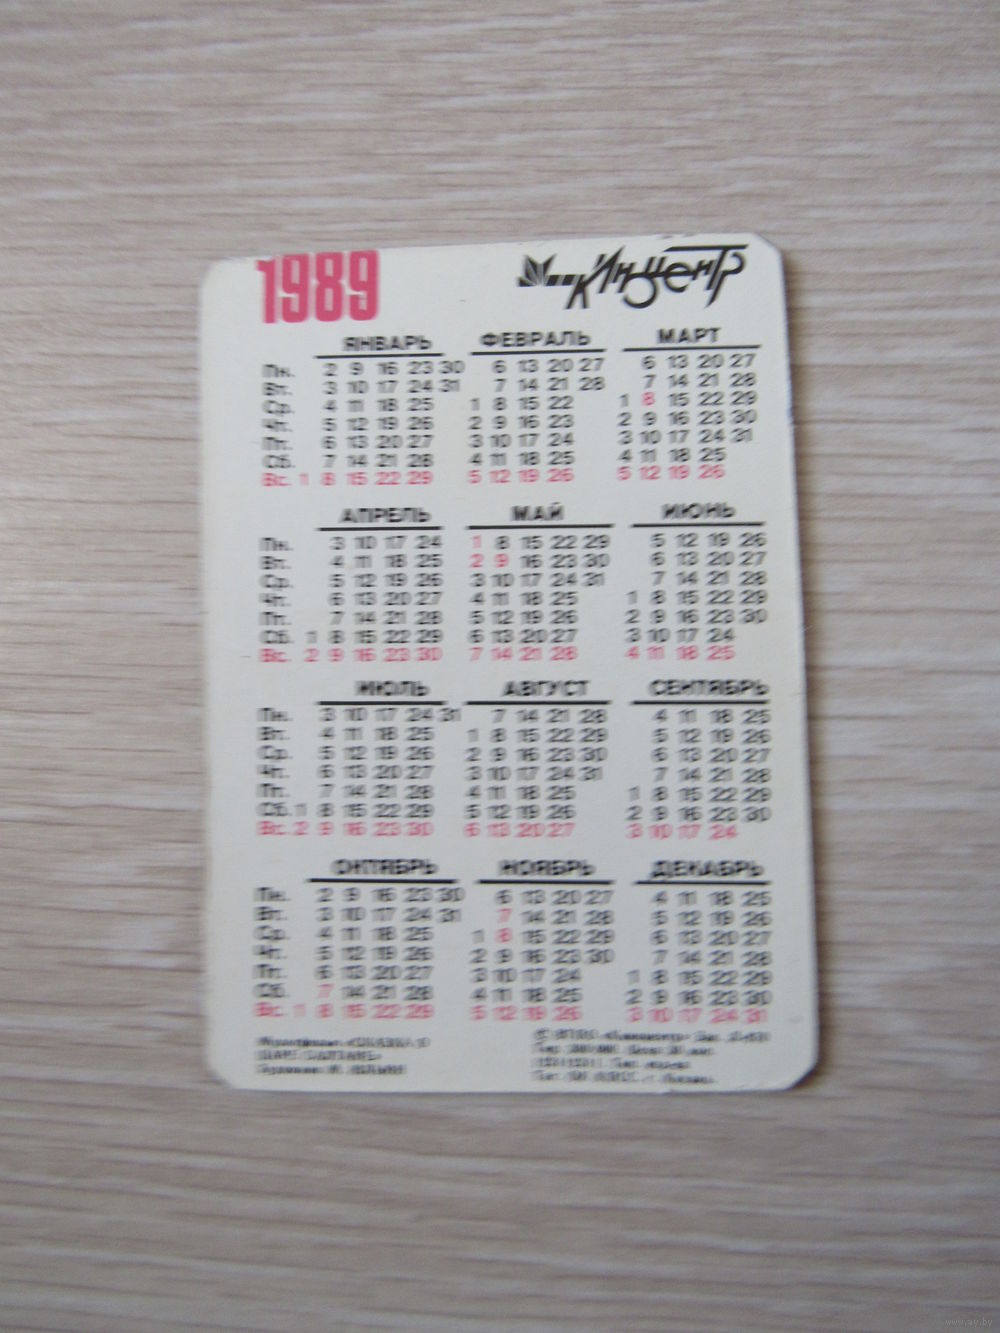 1989 Киноцентр
ЯНВАРЬ ФЕВРАЛЬ МАРТ
Пн. 2 9 16 23 30 6 13 20 27 6 13 20 27
Вт. 3 10 17 24 31 7 14 21 28 7 14 21 28
Ср. 4 11 18 25 1 8 15 22 1 8 15 22 29
Чт. 5 12 19 26 2 9 16 23 2 9 16 23 30
Пт. 6 13 20 27 3 10 17 24 3 10 17 24 31
Сб. 7 14 21 28 4 11 18 25 4 11 18 25
Вс. 1 8 15 22 29 5 12 19 26 5 12 19 26
АПРЕЛЬ МАЙ ИЮНЬ
Пн. 3 10 17 24 1 8 15 22 29 5 12 19 26
Вт. 4 11 18 25 2 9 16 23 30 6 13 20 27
Ср. 5 12 19 26 3 10 17 24 31 7 14 21 28
Чт. 6 13 20 27 4 11 18 25 1 8 15 22 29
Пт. 7 14 21 28 5 12 19 26 2 9 16 23 30
Сб. 1 8 15 22 29 6 13 20 27 3 10 17 24
Вс. 2 9 16 23 30 7 14 21 28 4 11 18 25
ИЮЛЬ АВГУСТ СЕНТЯБРЬ
Пн. 3 10 17 24 31 7 14 21 28 4 11 18 25
Вт. 4 11 18 25 1 8 15 22 29 5 12 19 26
Ср. 5 12 19 26 2 9 16 23 30 6 13 20 27
Чт. 6 13 20 27 3 10 17 24 31 7 14 21 28
Пт. 7 14 21 28 4 11 18 25 1 8 15 22 29
Сб. 1 8 15 22 29 5 12 19 26 2 9 16 23 30
Вс. 2 9 16 23 30 6 13 20 27 3 10 17 24
ОКТЯБРЬ НОЯБРЬ ДЕКАБРЬ
Пн. 2 9 16 23 30 6 13 20 27 4 11 18 25
Вт. 3 10 17 24 31 7 14 21 28 5 12 19 26
Ср. 4 11 18 25 1 8 15 22 29 6 13 20 27
Чт. 5 12 19 26 2 9 16 23 30 7 14 21 28
Пт. 6 13 20 27 3 10 17 24 1 8 15 22 29
Сб. 7 14 21 28 4 11 18 25 2 9 16 23 30
Вс. 1 8 15 22 29 5 12 19 26 3 10 17 24 31
«СКАЗКА О
ЦАРЕ САЛТАНЕ»
www.ay.by